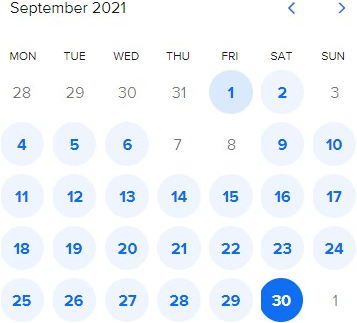 September 2021
MON TUE WED THU FRI SAT SUN
28 29 30 31 1 2 3
4 5 6 7 8 9 10
11 12 13 14 15 16 17
18 19 20 21 22 23 24
25 26 27 28 29 30 1